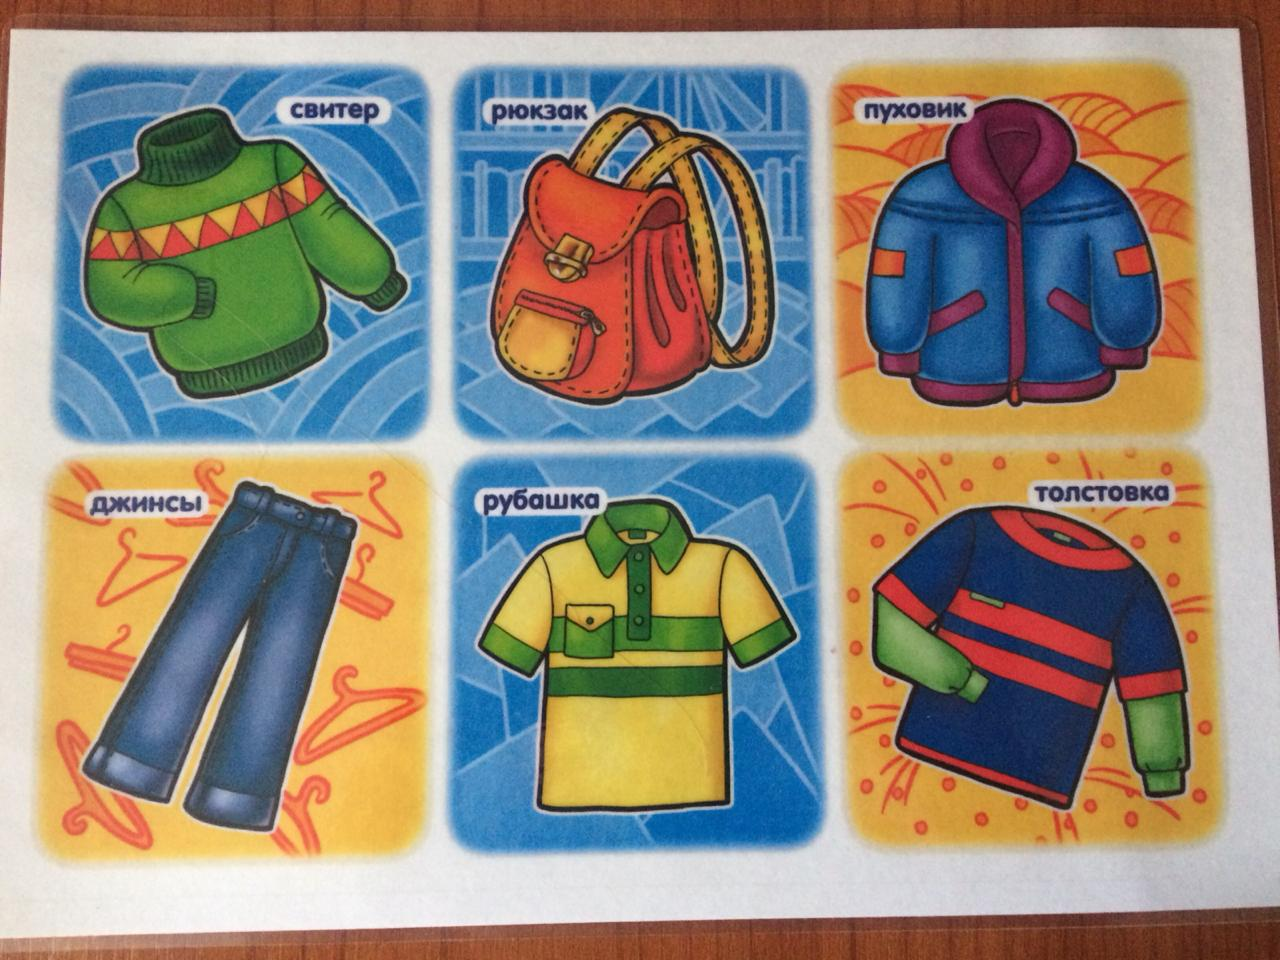 свитер
рюкзак
пуховик
джинсы
рубашка
толстовка